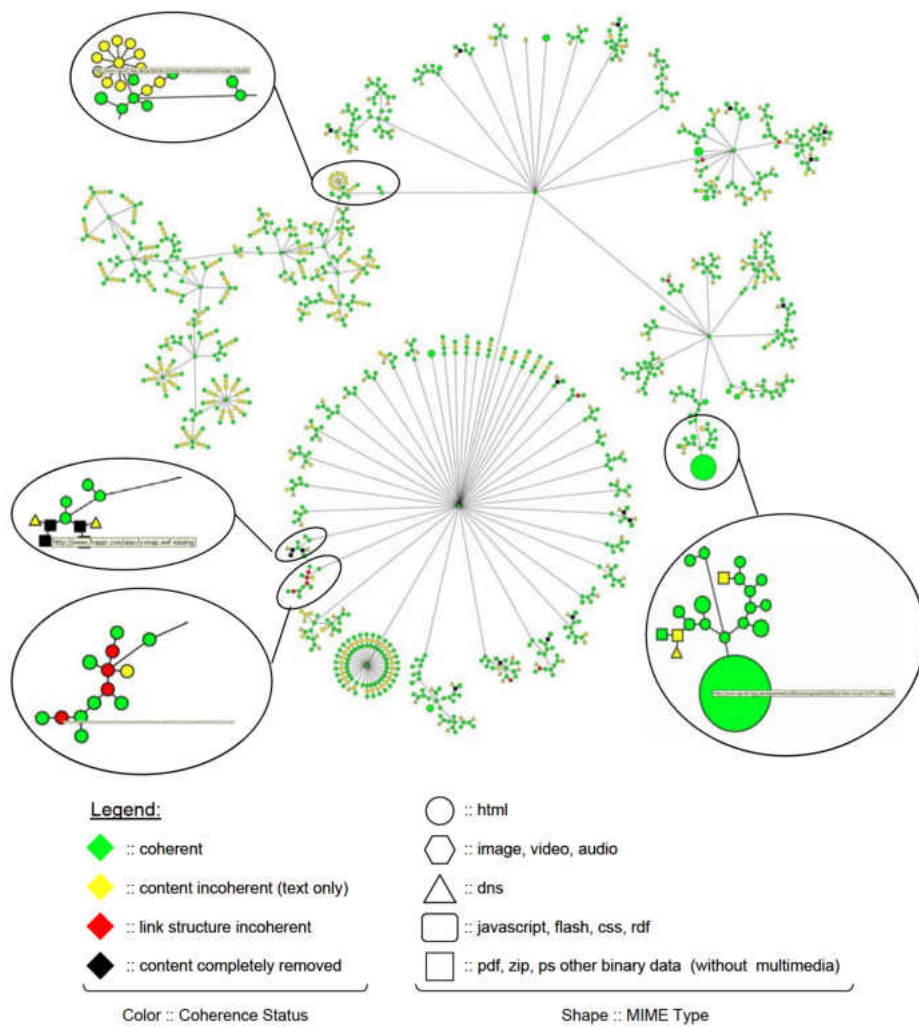 Legend:
:: coherent
:: content incoherent (text only)
:: link structure incoherent
:: content completely removed
Color :: Coherence Status
:: html
:: image, video, audio
:: dns
:: javascript, flash, css, rdf
:: pdf, zip, ps other binary data (without multimedia)
Shape :: MIME Type